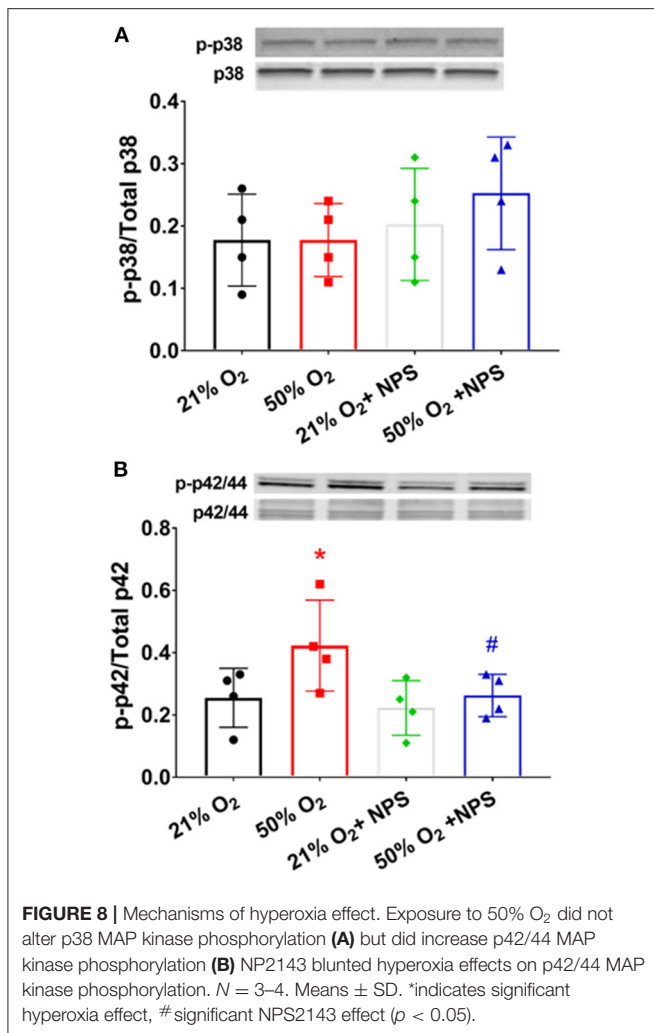 A
p-p38
p38
p-p38/Total p38
0.4
0.3
0.2
0.1
0.0
21% O₂
50% O₂
21% O₂+ NPS
50% O₂ +NPS
B
p-p42/44
p42/44
p-p42/Total p42
0.8
0.6
0.4
0.2
0.0
*
#
21% O₂
50% O₂
21% O₂+ NPS
50% O₂ +NPS
FIGURE 8 | Mechanisms of hyperoxia effect. Exposure to 50% O₂ did not
alter p38 MAP kinase phosphorylation (A) but did increase p42/44 MAP
kinase phosphorylation (B) NP2143 blunted hyperoxia effects on p42/44 MAP
kinase phosphorylation. N = 3–4. Means ± SD. *indicates significant
hyperoxia effect, #significant NPS2143 effect (p < 0.05).